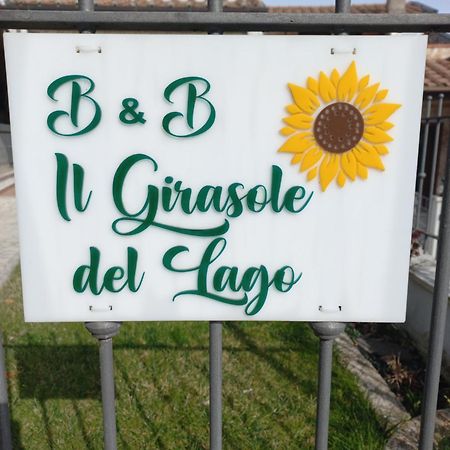 B & B
Il Girasole
del Lago